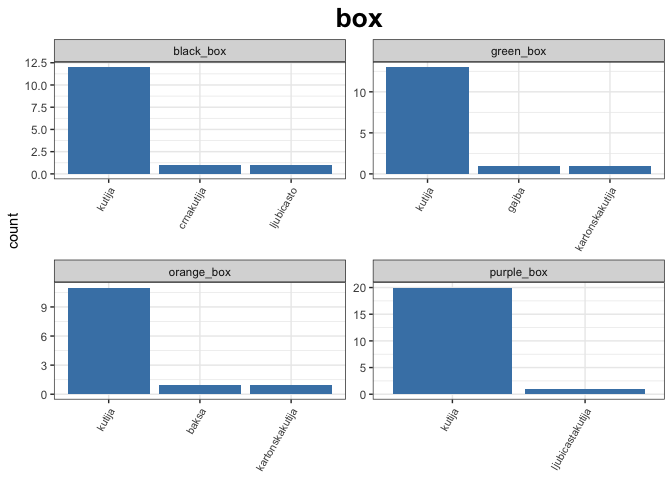 box
black_box
green_box
12.5
10.0
7.5
5.0
2.5
0.0
10
5
0
kutija
crnakutija
ljubicasto
kutija
gajba
kartonskakutija
count
orange_box
purple_box
9
6
3
0
20
15
10
5
0
kutija
baksa
kartonskakutija
kutija
ljubicastakutija